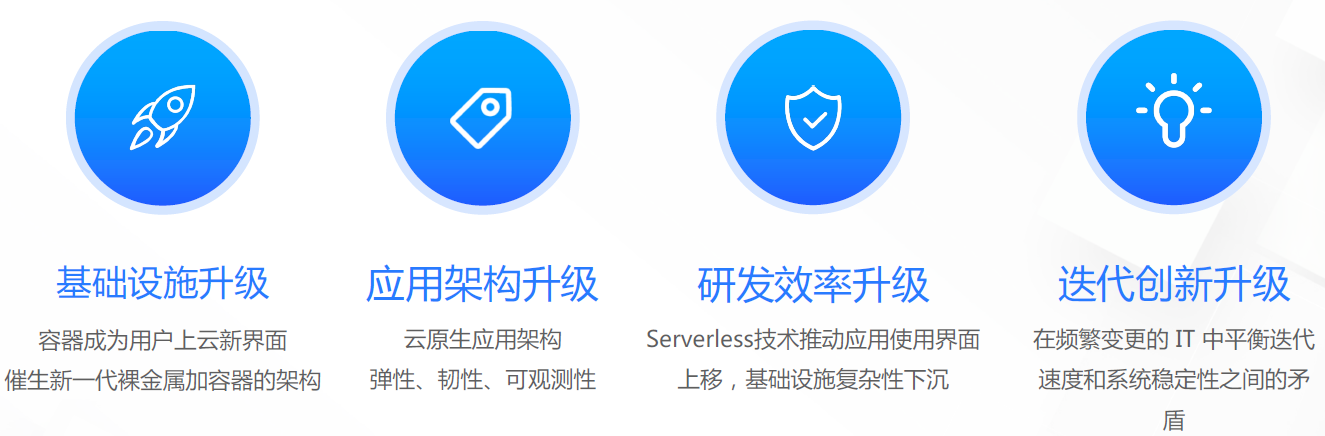 基础设施升级
容器成为用户上云新界面
催生新一代裸金属加容器的架构
应用架构升级
云原生应用架构
弹性、韧性、可观测性
研发效率升级
Serverless技术推动应用使用界面
上移，基础设施复杂性下沉
迭代创新升级
在频繁变更的 IT 中平衡迭代
速度和系统稳定性之间的矛
盾